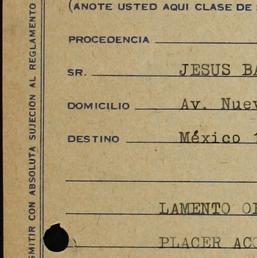 (ANOTE USTED AQUI CLASE DE
PROCEDENCIA
SR. JESUS
DOMICILIO Av.
DESTINO México
LAMENTO
PLACER
SMITIR CON ABSOLUTA SUJECION AL REGLAMENTO